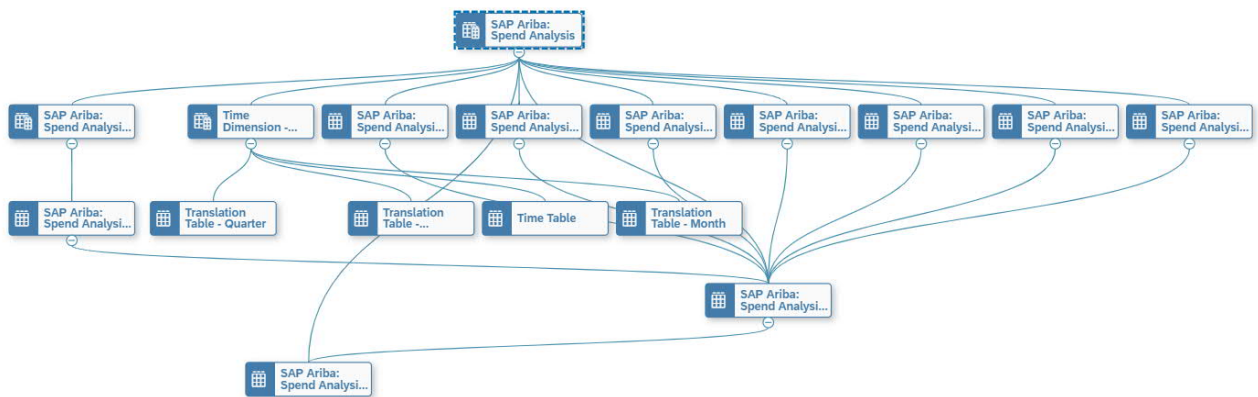 SAP Ariba:
Spend Analysis
SAP Ariba:
Spend Analysi...
Time
Dimension -...
SAP Ariba:
Spend Analysi...
SAP Ariba:
Spend Analysi...
SAP Ariba:
Spend Analysi...
SAP Ariba:
Spend Analysi...
SAP Ariba:
Spend Analysi...
SAP Ariba:
Spend Analysi...
SAP Ariba:
Spend Analysi...
SAP Ariba:
Spend Analysi...
Translation
Table - Quarter
Translation
Table -...
Time Table
Translation
Table - Month
SAP Ariba:
Spend Analysi...
SAP Ariba:
Spend Analysi...